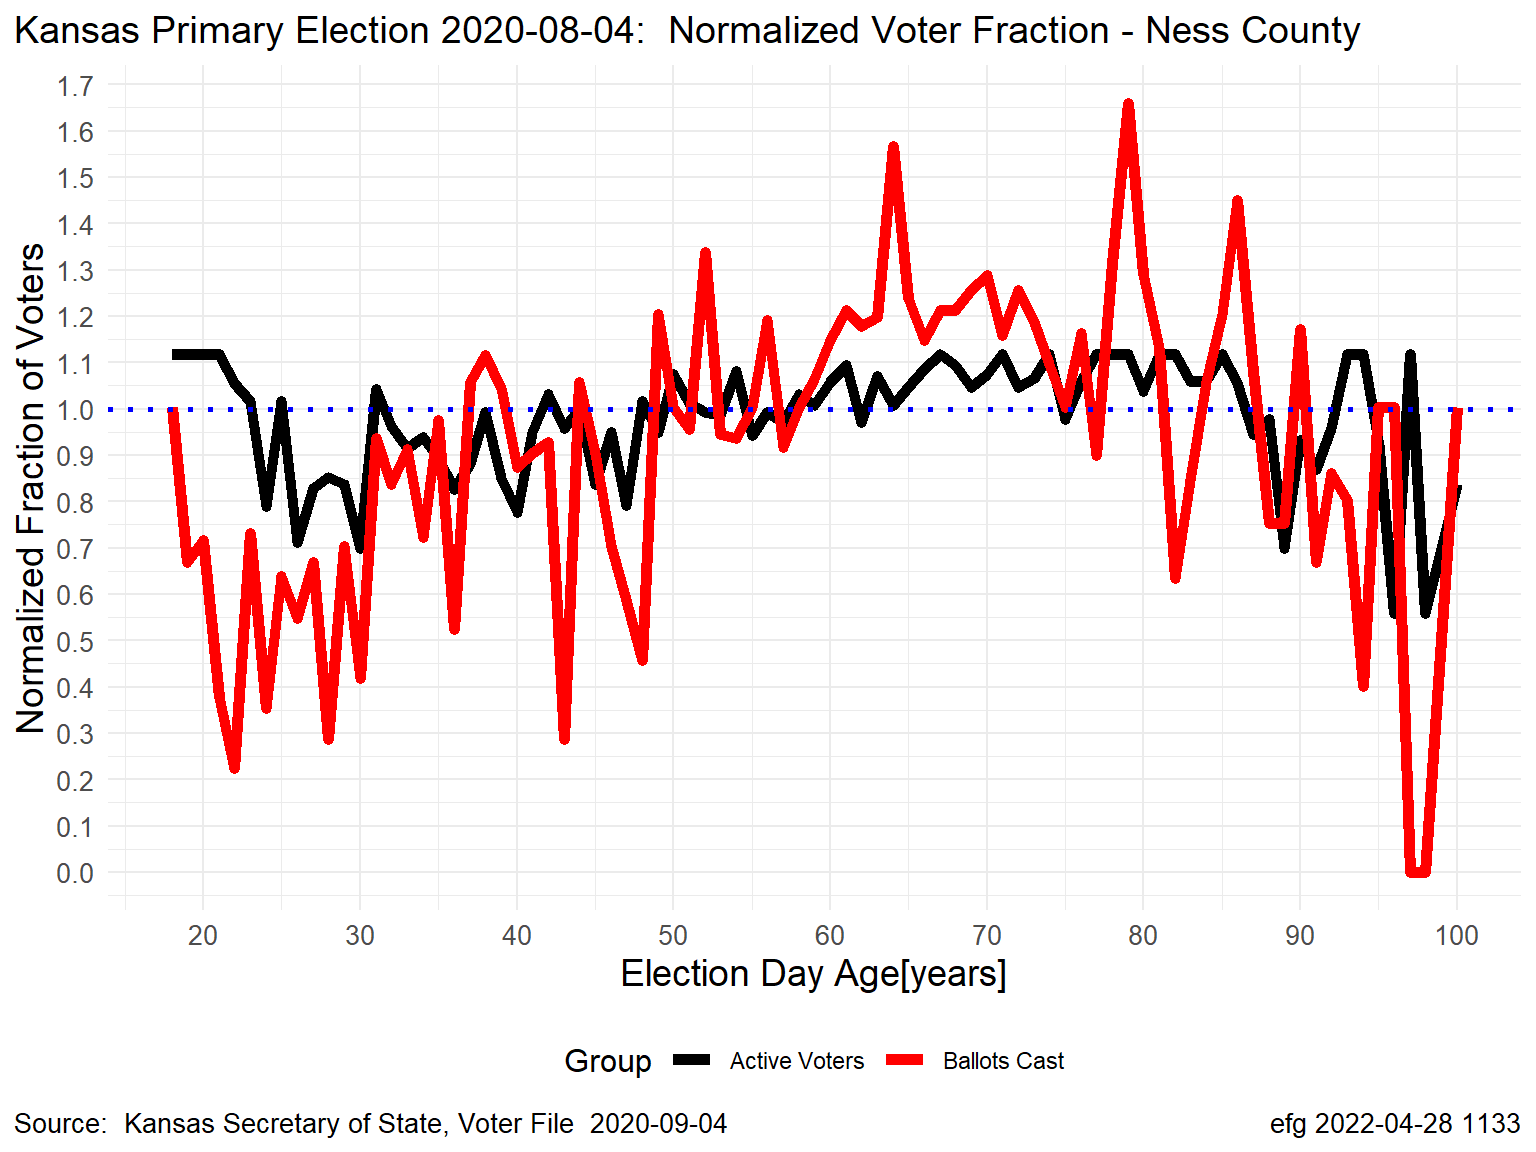 Kansas Primary Election 2020-08-04:  Normalized Voter Fraction - Ness County
Normalized Fraction of Voters
1.7
1.6
1.5
1.4
1.3
1.2
1.1
1.0
0.9
0.8
0.7
0.6
0.5
0.4
0.3
0.2
0.1
0.0
20 30 40 50 60 70 80 90 100
Election Day Age[years]
Group Active Voters Ballots Cast
Source:  Kansas Secretary of State, Voter File  2020-09-04
efg 2022-04-28 1133